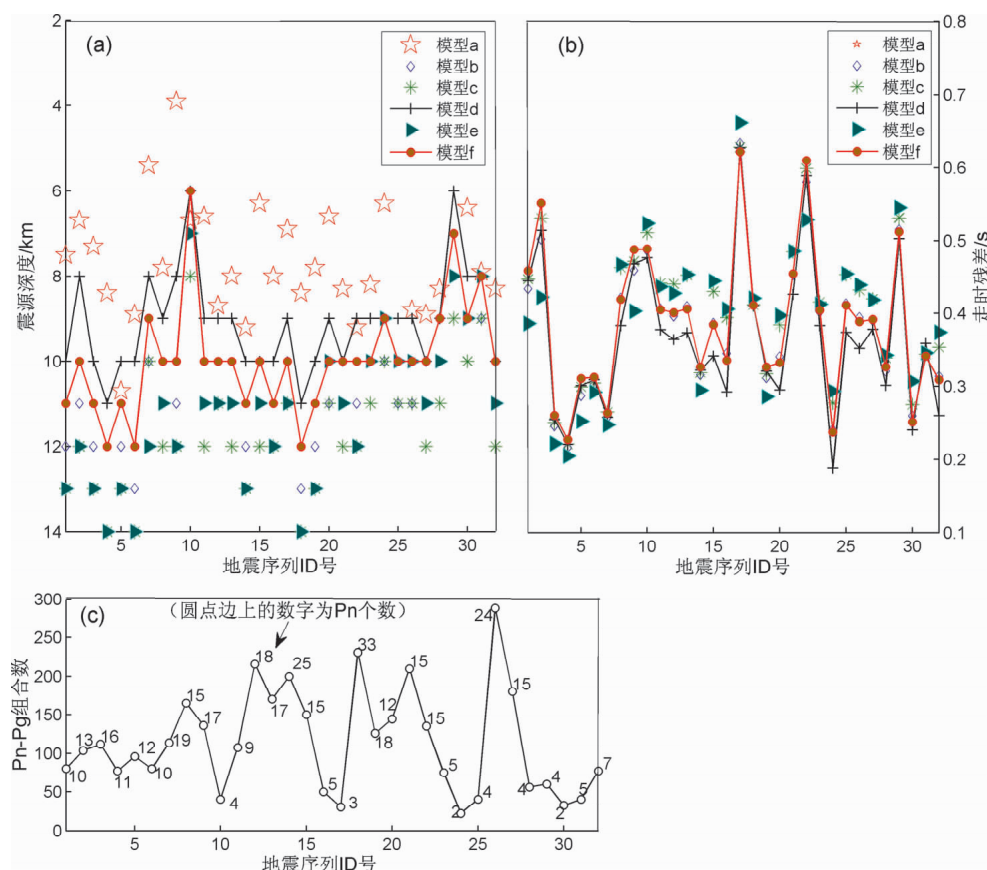 (a)
2
4
6
8
10
12
14
震源深度/km
5 10 15 20 25 30
地震序列ID号
模型a
模型b
模型c
模型d
模型e
模型f
(b)
模型a
模型b
模型c
模型d
模型e
模型f
0.8
0.7
0.6
0.5
0.4
0.3
0.2
0.1
走时残差/s
5 10 15 20 25 30
地震序列ID号
(c)
(圆点边上的数字为Pn个数)
300
250
200
150
100
50
0
Pn-Pg组合数
10 13 16 11 12 10 19 15 17 4 9 18 17 25 15 5 3 33 18 12 15 15 5 2 4 24 15 4 4 2 5 7
5 10 15 20 25 30
地震序列ID号